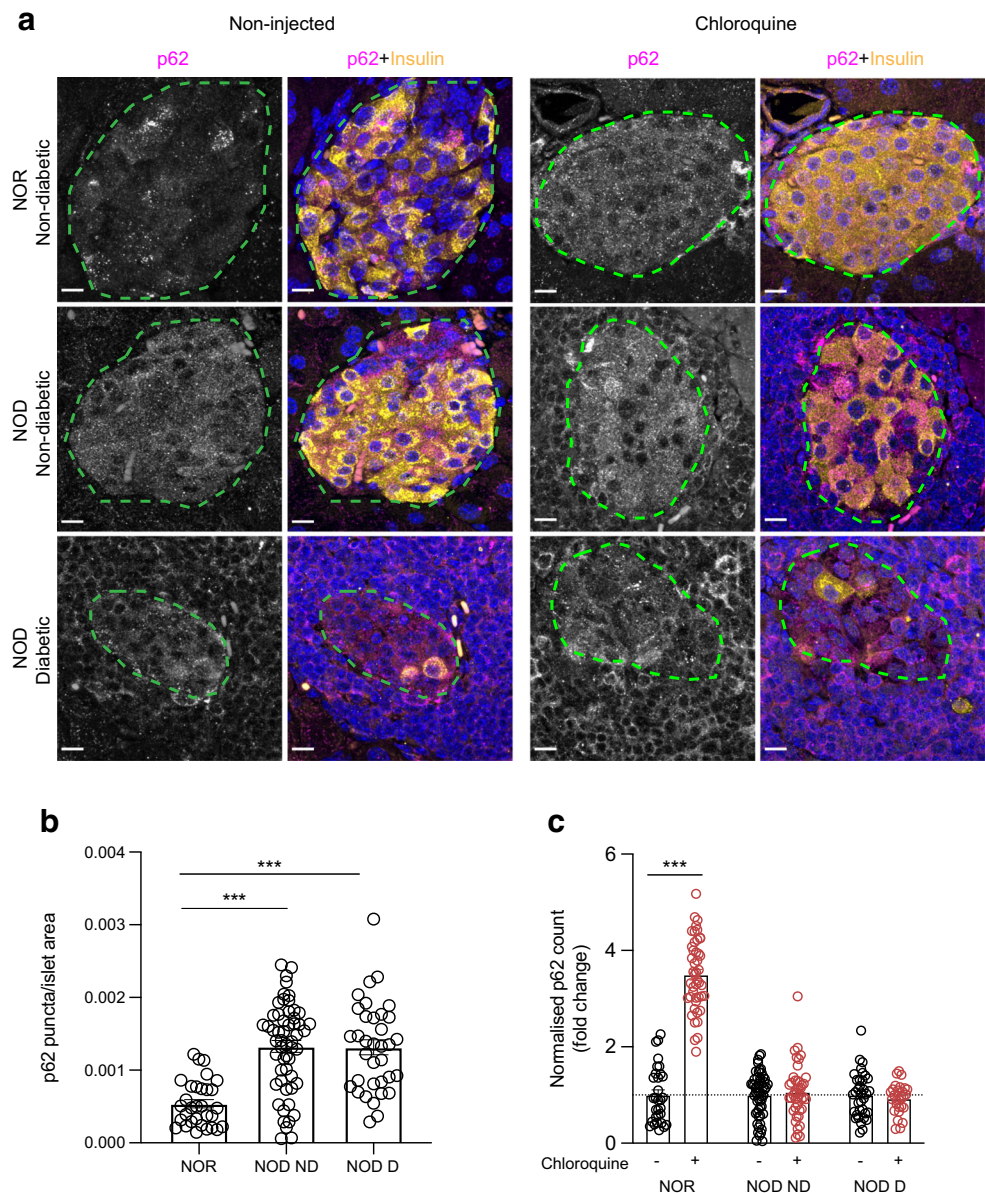 a
Non-injected
Chloroquine
p62
p62+Insulin
p62
p62+Insulin
NOR
Non-diabetic
NOD
Non-diabetic
NOD
Diabetic
b
p62 puncta/islet area
0.004
0.003
0.002
0.001
0.000
***
***
NOR
NOD ND
NOD D
c
Normalised p62 count
(fold change)
6
4
2
0
***
Chloroquine
- + - + - +
NOR
NOD ND
NOD D